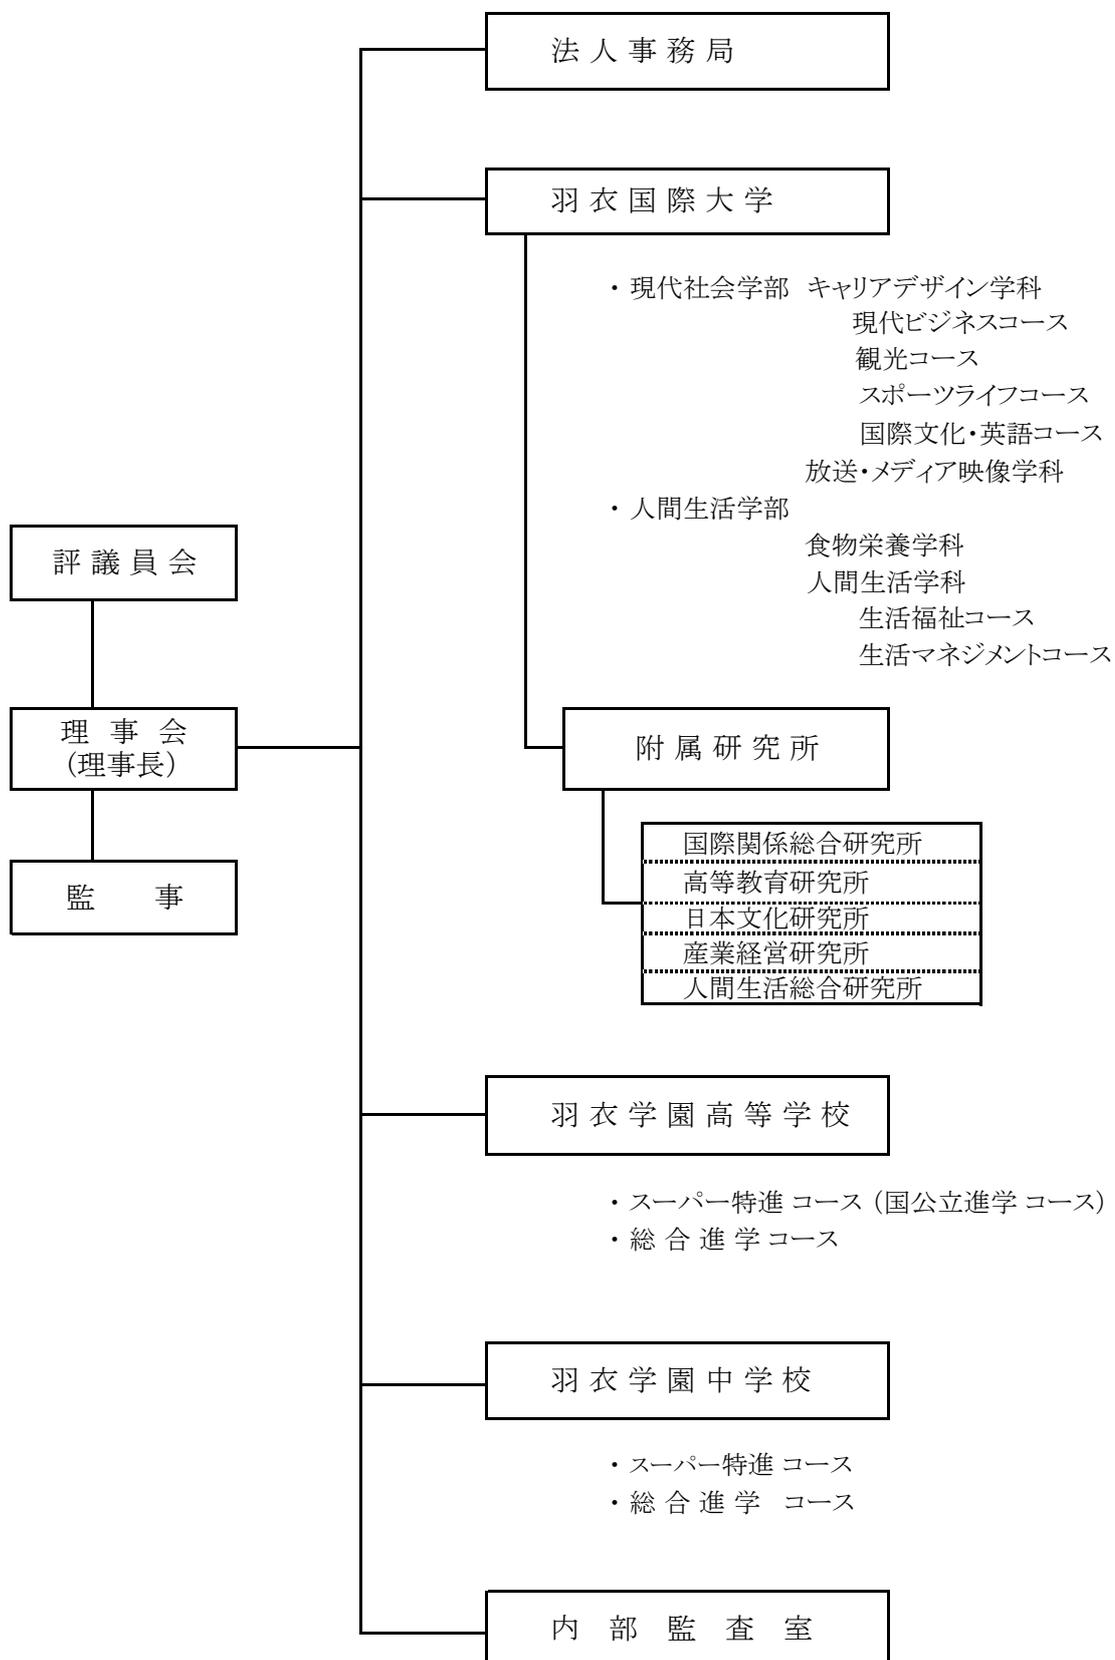 法人事務局
羽衣国際大学
・現代社会学部 キャリアデザイン学科
現代ビジネスコース
観光コース
スポーツライフコース
国際文化・英語コース
放送・メディア映像学科
・人間生活学部
食物栄養学科
人間生活学科
生活福祉コース
生活マネジメントコース
評議員会
理事会
(理事長)
監事
附属研究所
国際関係総合研究所
高等教育研究所
日本文化研究所
産業経営研究所
人間生活総合研究所
羽衣学園高等学校
・スーパー特進コース(国公立進学コース)
・総合進学コース
羽衣学園中学校
・スーパー特進コース
・総合進学 コース
内部監査室